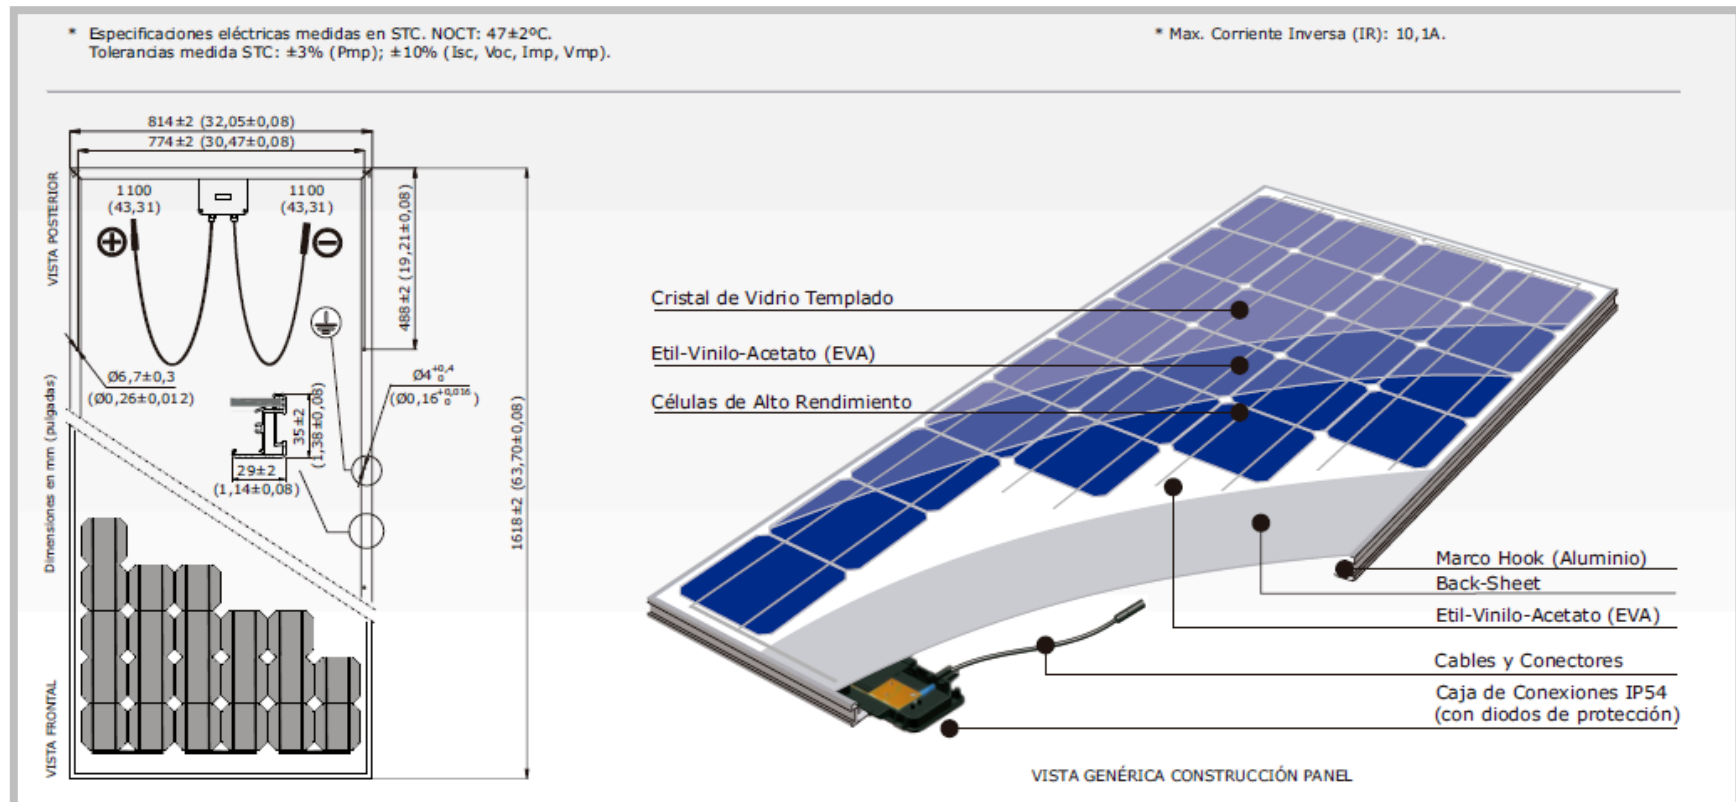 * Especificaciones eléctricas medidas en STC. NOCT: 47±2ºC.
Tolerancias medida STC: ±3% (Pmp); ±10% (Isc, Voc, Imp, Vmp).
* Max. Corriente Inversa (IR): 10,1A.
814±2 (32,05±0,08)
774±2 (30,47±0,08)
VISTA POSTERIOR
1100
(43,31)
1100
(43,31)
488±2 (19,21±0,08)
Ø6,7±0,3
(Ø0,26±0,012)
Ø4 +0,4 0
(Ø0,16 +0,016 0)
35±2
(1,38±0,08)
29±2
(1,14±0,08)
1618±2 (63,70±0,08)
Dimensiones en mm (pulgadas)
VISTA FRONTAL
Cristal de Vidrio Templado
Etil-Vinilo-Acetato (EVA)
Células de Alto Rendimiento
Marco Hook (Aluminio)
Back-Sheet
Etil-Vinilo-Acetato (EVA)
Cables y Conectores
Caja de Conexiones IP54
(con diodos de protección)
VISTA GENÉRICA CONSTRUCCIÓN PANEL